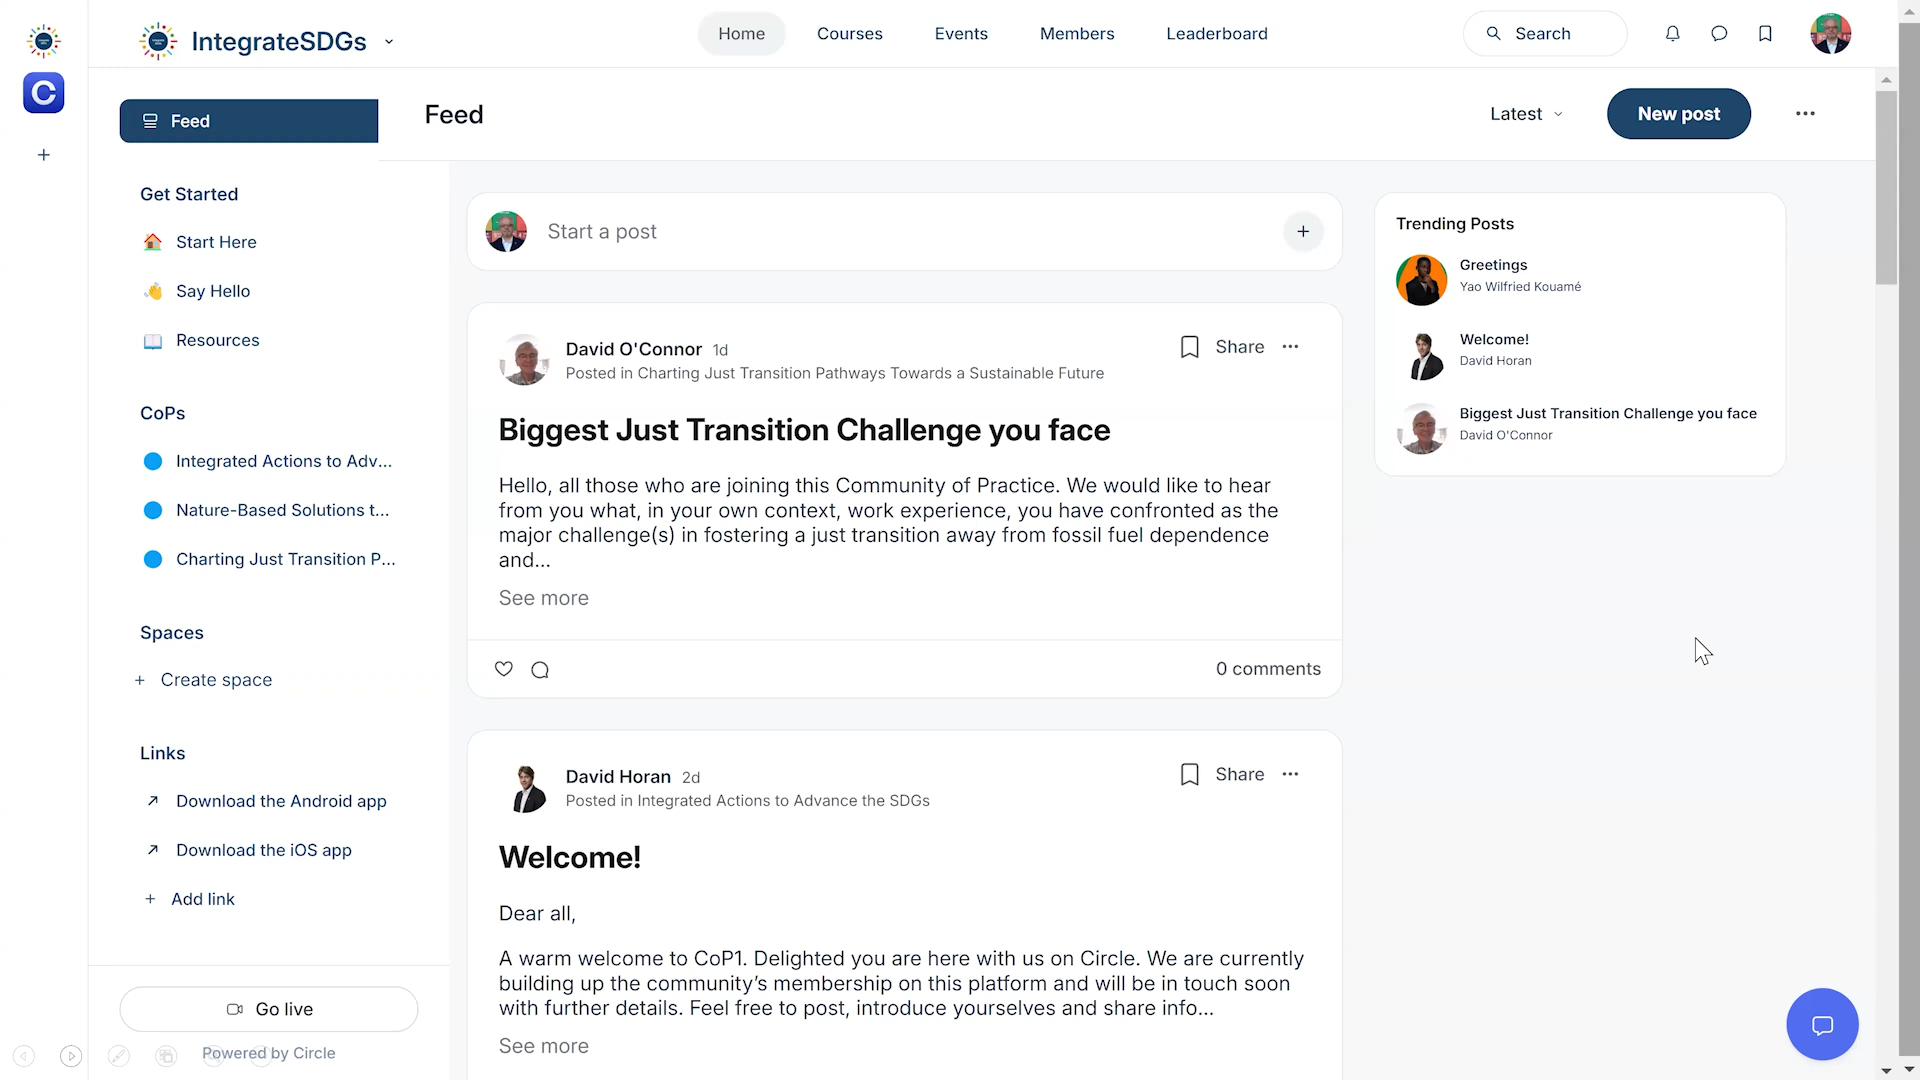 IntegrateSDGs
Home
Courses
Events
Members
Leaderboard
Search
C
Feed
Get Started
Start Here
Say Hello
Resources
CoPs
Integrated Actions to Adv...
Nature-Based Solutions t...
Charting Just Transition P...
Spaces
+ Create space
Links
Download the Android app
Download the iOS app
+ Add link
Go live
Powered by Circle
Feed
Latest
New post
Start a post
David O'Connor 1d
Posted in Charting Just Transition Pathways Towards a Sustainable Future
Share
Biggest Just Transition Challenge you face
Hello, all those who are joining this Community of Practice. We would like to hear
from you what, in your own context, work experience, you have confronted as the
major challenge(s) in fostering a just transition away from fossil fuel dependence
and...
See more
0 comments
David Horan 2d
Posted in Integrated Actions to Advance the SDGs
Share
Welcome!
Dear all,
A warm welcome to CoP1. Delighted you are here with us on Circle. We are currently
building up the community’s membership on this platform and will be in touch soon
with further details. Feel free to post, introduce yourselves and share info...
See more
Trending Posts
Greetings
Yao Wilfried Kouamé
Welcome!
David Horan
Biggest Just Transition Challenge you face
David O'Connor